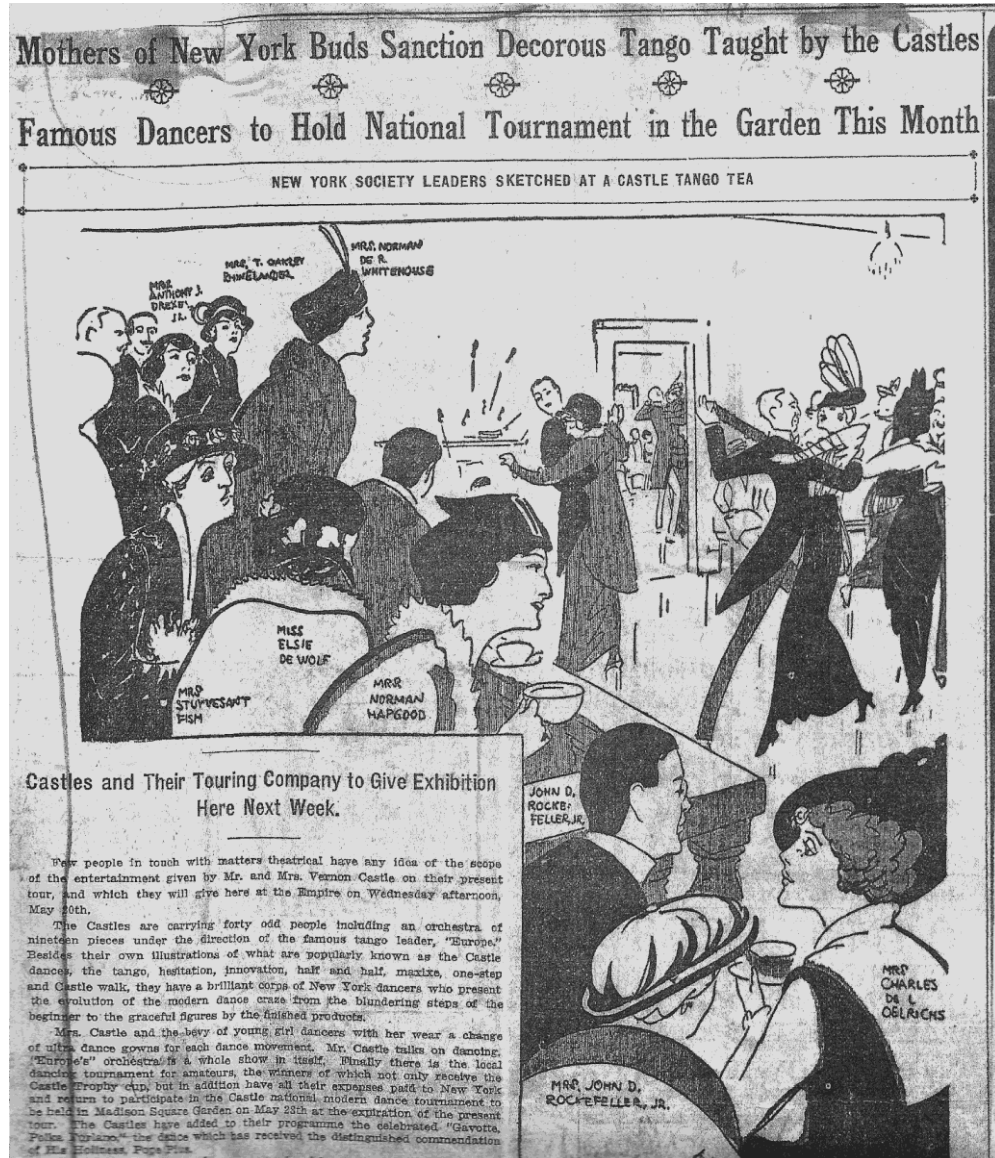 Mothers of New York Buds Sanction Decorous Tango Taught by the Castles
Famous Dancers to Hold National Tournament in the Garden This Month
NEW YORK SOCIETY LEADERS SKETCHED AT A CASTLE TANGO TEA
MRS. NORMAN
DE R.
WHITEHOUSE
MRS. T. OAKLEY
RHINELANDER
MRS
ANTHONY J.
DREXEL
JR.
MISS
ELSIE
DE WOLF
MRS
STUYVESANT
FISH
MRS
NORMAN
HAPGOOD
Castles and Their Touring Company to Give Exhibition
Here Next Week.
Few people in touch with matters theatrical have any idea of the scope
of the entertainment given by Mr. and Mrs. Vernon Castle on their present
tour, and which they will give here at the Empire on Wednesday afternoon,
May 20th.
The Castles are carrying forty odd people including an orchestra of
nineteen pieces under the direction of the famous tango leader, "Europe."
Besides their own illustrations of what are popularly known as the Castle
dances, the tango, hesitation, innovation, half and half, maxixe, one-step
and Castle walk, they have a brilliant corps of New York dancers who present
the evolution of the modern dance craze from the blundering steps of the
beginner to the graceful figures by the finished products.
Mrs. Castle and the bevy of young girl dancers with her wear a change
of ultra dance gowns for each dance movement. Mr. Castle talks on dancing.
"Europe's" orchestra is a whole show in itself. Finally there is the local
dancing tournament for amateurs, the winners of which not only receive the
Castle Trophy cup, but in addition have all their expenses paid to New York
and return to participate in the Castle national modern dance tournament to
be held in Madison Square Garden on May 23th at the expiration of the present
tour. The Castles have added to their programme the celebrated "Gavotte,
Polka Furlano," the dance which has received the distinguished commendation
of His Holiness, Pope Pius.
JOHN D.
ROCKE-
FELLER, JR.
MRS
CHARLES
DE L
OELRICHS
MRS. JOHN D.
ROCKEFELLER, JR.